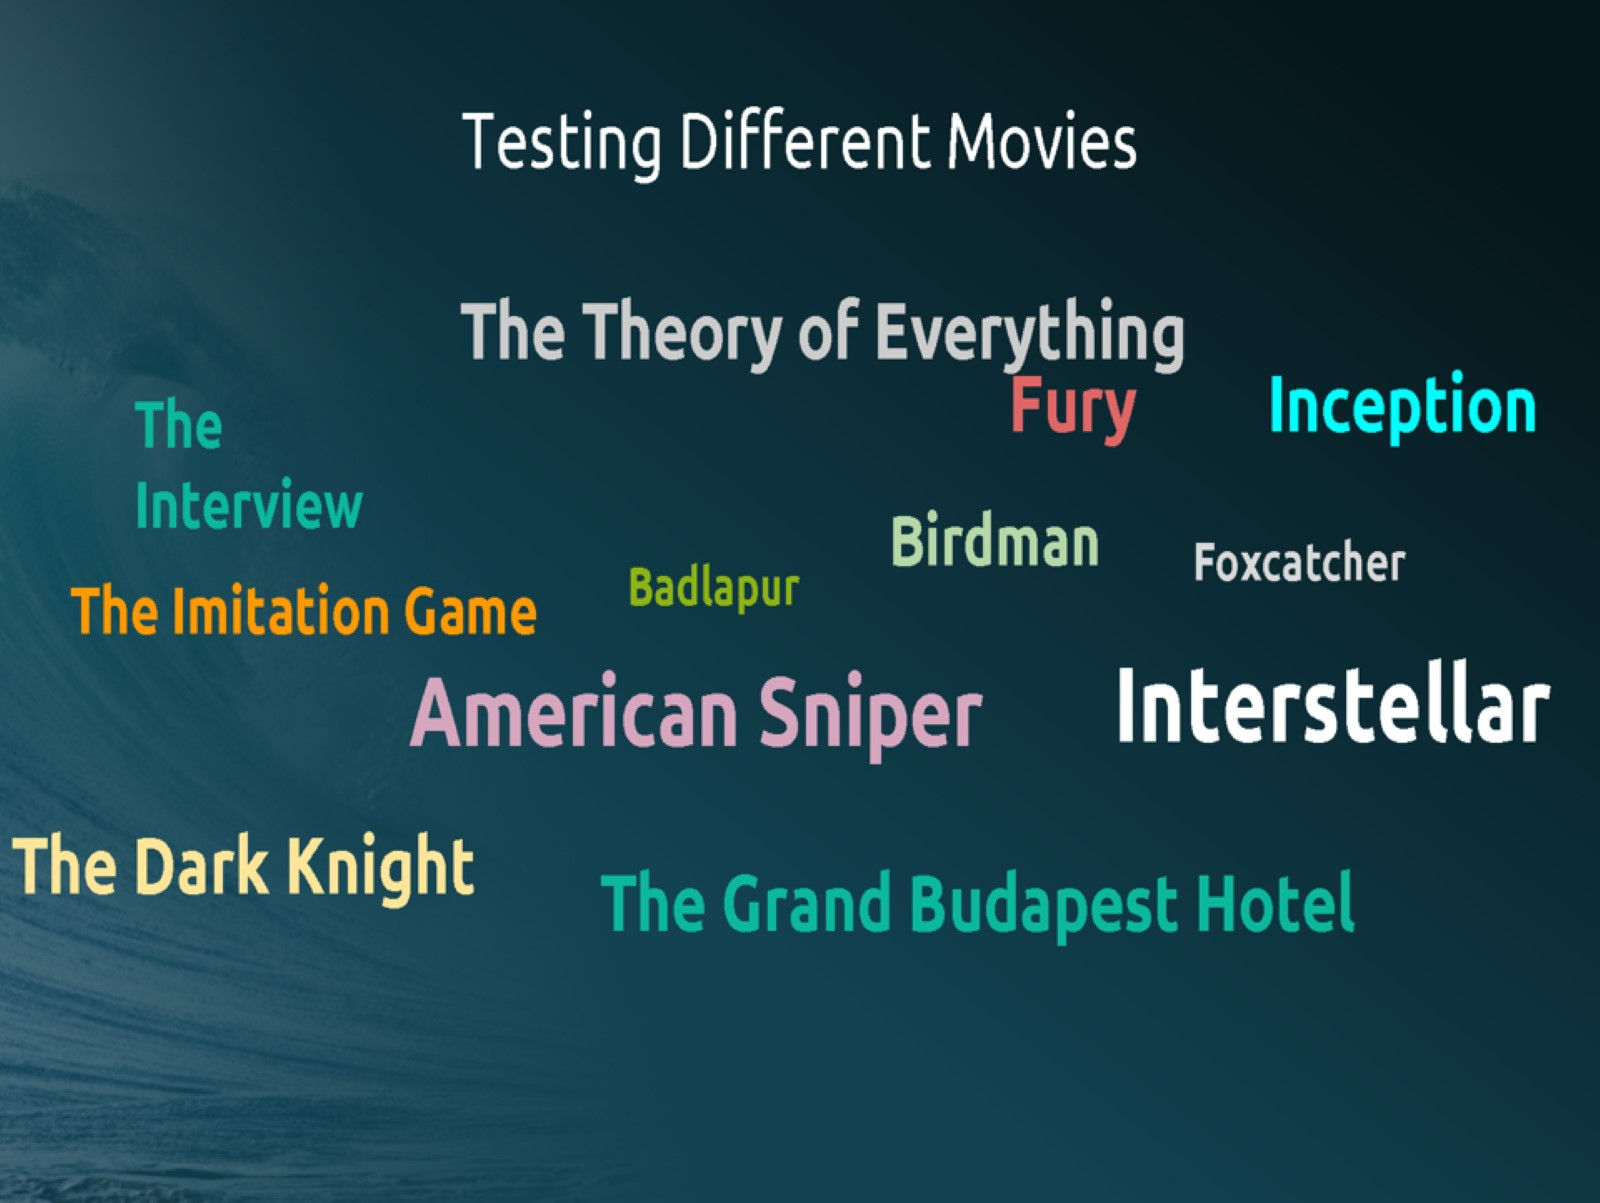 Testing Different Movies
The Theory of Everything
Fury
Inception
The
Interview
Birdman
Foxcatcher
Badlapur
The Imitation Game
American Sniper
Interstellar
The Dark Knight
The Grand Budapest Hotel